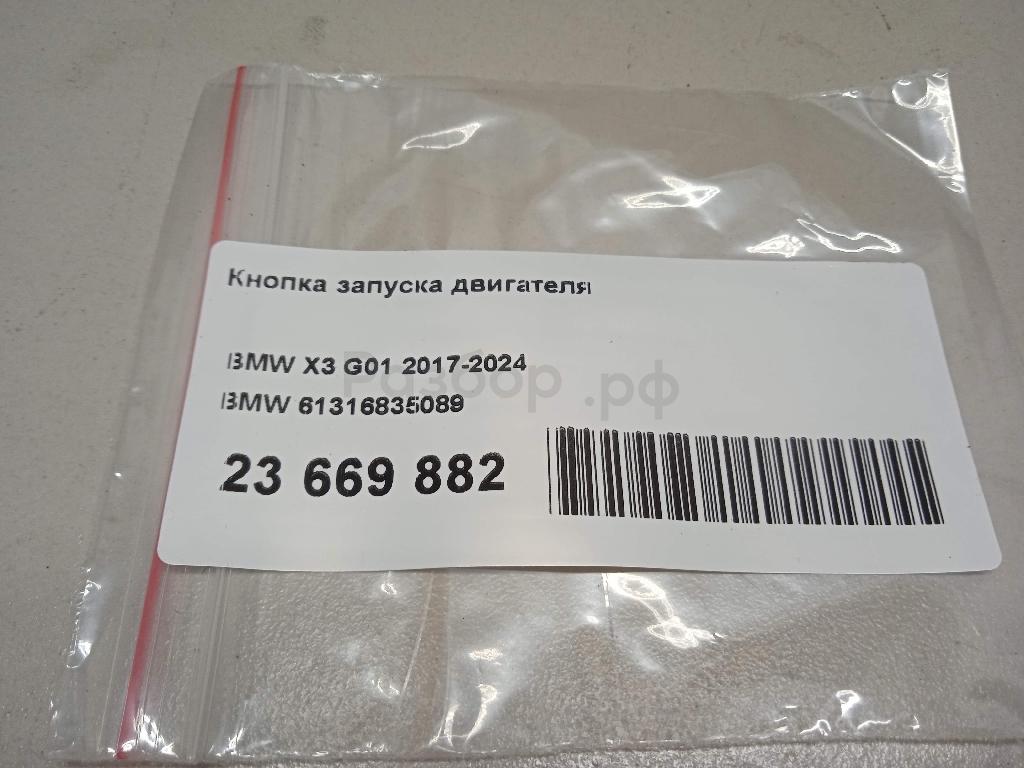 Кнопка запуска двигателя
BMW X3 G01 2017-2024
Разбор.рф
BMW 61316835089
23 669 882